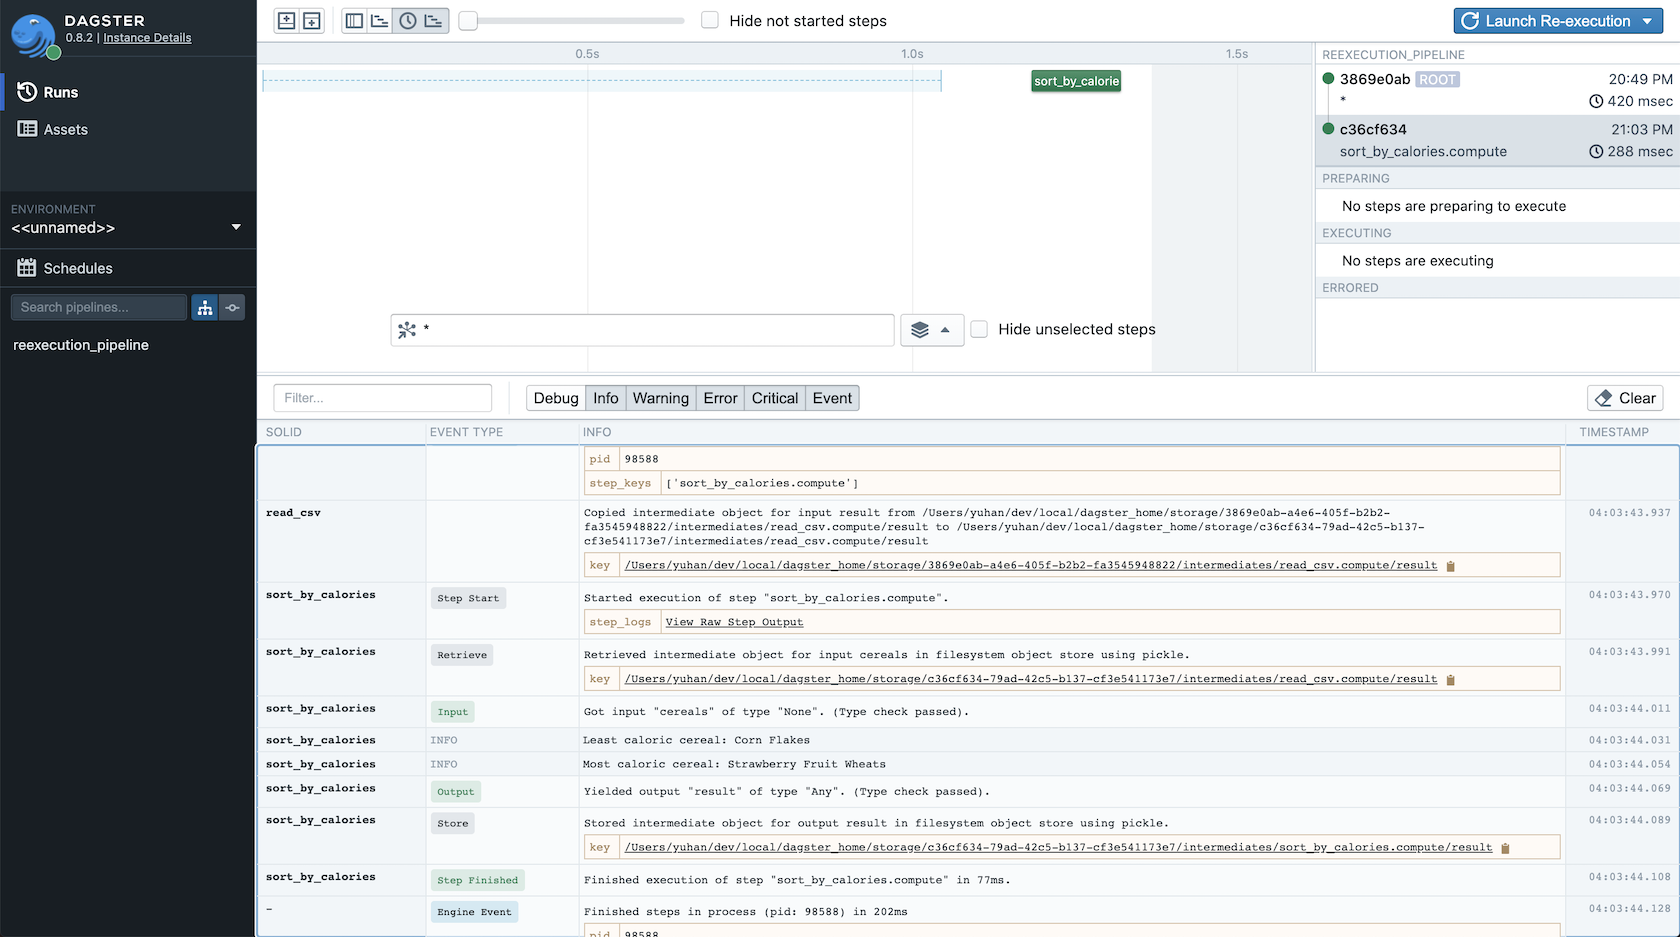 DAGSTER
0.8.2 | Instance Details
Runs
Assets
ENVIRONMENT
<<unnamed>>
Schedules
Search pipelines...
reexecution_pipeline
Hide not started steps
Launch Re-execution
0.5s 1.0s 1.5s
sort_by_calorie
*
Hide unselected steps
REEXECUTION_PIPELINE
3869e0ab ROOT 20:49 PM
* 420 msec
c36cf634 21:03 PM
sort_by_calories.compute 288 msec
PREPARING
No steps are preparing to execute
EXECUTING
No steps are executing
ERRORED
Filter... Debug Info Warning Error Critical Event Clear
SOLID EVENT TYPE INFO TIMESTAMP
pid 98588
step_keys ['sort_by_calories.compute']
read_csv Copied intermediate object for input result from /Users/yuhan/dev/local/dagster_home/storage/3869e0ab-a4e6-405f-b2b2- 04:03:43.937
fa3545948822/intermediates/read_csv.compute/result to /Users/yuhan/dev/local/dagster_home/storage/c36cf634-79ad-42c5-b137-
cf3e541173e7/intermediates/read_csv.compute/result
key /Users/yuhan/dev/local/dagster_home/storage/3869e0ab-a4e6-405f-b2b2-fa3545948822/intermediates/read_csv.compute/result
sort_by_calories Step Start Started execution of step "sort_by_calories.compute". 04:03:43.970
step_logs View Raw Step Output
sort_by_calories Retrieve Retrieved intermediate object for input cereals in filesystem object store using pickle. 04:03:43.991
key /Users/yuhan/dev/local/dagster_home/storage/c36cf634-79ad-42c5-b137-cf3e541173e7/intermediates/read_csv.compute/result
sort_by_calories Input Got input "cereals" of type "None". (Type check passed). 04:03:44.011
sort_by_calories INFO Least caloric cereal: Corn Flakes 04:03:44.031
sort_by_calories INFO Most caloric cereal: Strawberry Fruit Wheats 04:03:44.054
sort_by_calories Output Yielded output "result" of type "Any". (Type check passed). 04:03:44.069
sort_by_calories Store Stored intermediate object for output result in filesystem object store using pickle. 04:03:44.089
key /Users/yuhan/dev/local/dagster_home/storage/c36cf634-79ad-42c5-b137-cf3e541173e7/intermediates/sort_by_calories.compute/result
sort_by_calories Step Finished Finished execution of step "sort_by_calories.compute" in 77ms. 04:03:44.108
– Engine Event Finished steps in process (pid: 98588) in 202ms 04:03:44.128
pid 98588